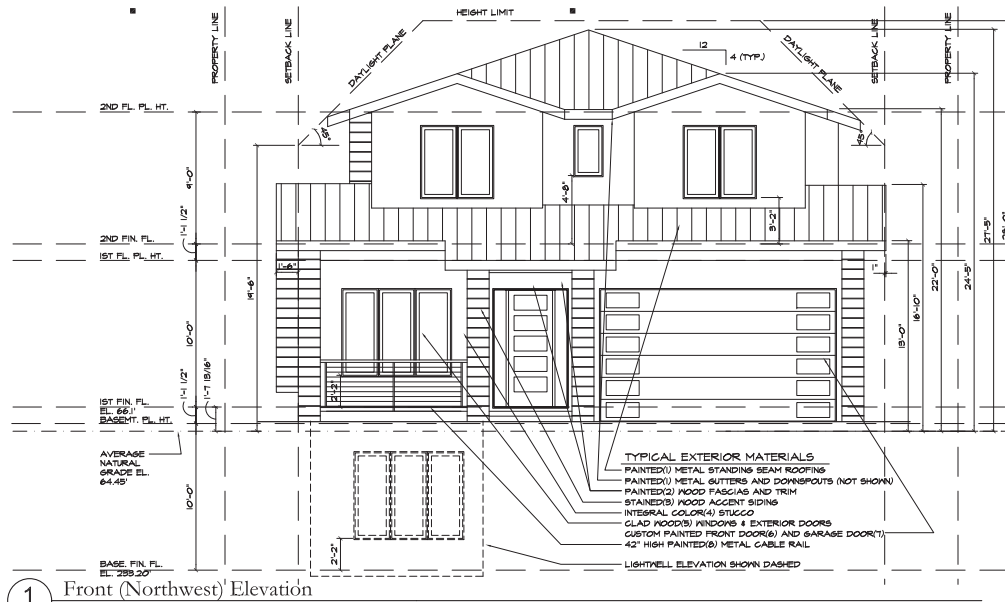 HEIGHT LIMIT
PROPERTY LINE
SETBACK LINE
DAYLIGHT PLANE
12
4 (TYP.)
DAYLIGHT PLANE
SETBACK LINE
PROPERTY LINE
2ND FL. PL. HT.
45°
45°
9'-0"
4'-8"
3'-2"
1'-1 1/2"
2ND FIN. FL.
1ST FL. PL. HT.
1'-6"
1"
19'-6"
13'-0"
16'-10"
22'-0"
24'-5"
27'-5"
10'-0"
1'-1 1/2"
1'-7 13/16"
2'-2"
1ST FIN. FL.
EL. 66.1'
BASEMT. PL. HT.
AVERAGE
NATURAL
GRADE EL.
64.45'
10'-0"
2'-2"
BASE. FIN. FL.
TYPICAL EXTERIOR MATERIALS
PAINTED(1) METAL STANDING SEAM ROOFING
PAINTED(1) METAL GUTTERS AND DOWNSPOUTS (NOT SHOWN)
PAINTED(2) WOOD FASCIAS AND TRIM
STAINED(3) WOOD ACCENT SIDING
INTEGRAL COLOR(4) STUCCO
CLAD WOOD(5) WINDOWS & EXTERIOR DOORS
CUSTOM PAINTED FRONT DOOR(6) AND GARAGE DOOR(7)
42" HIGH PAINTED(8) METAL CABLE RAIL
LIGHTWELL ELEVATION SHOWN DASHED
1
Front (Northwest) Elevation